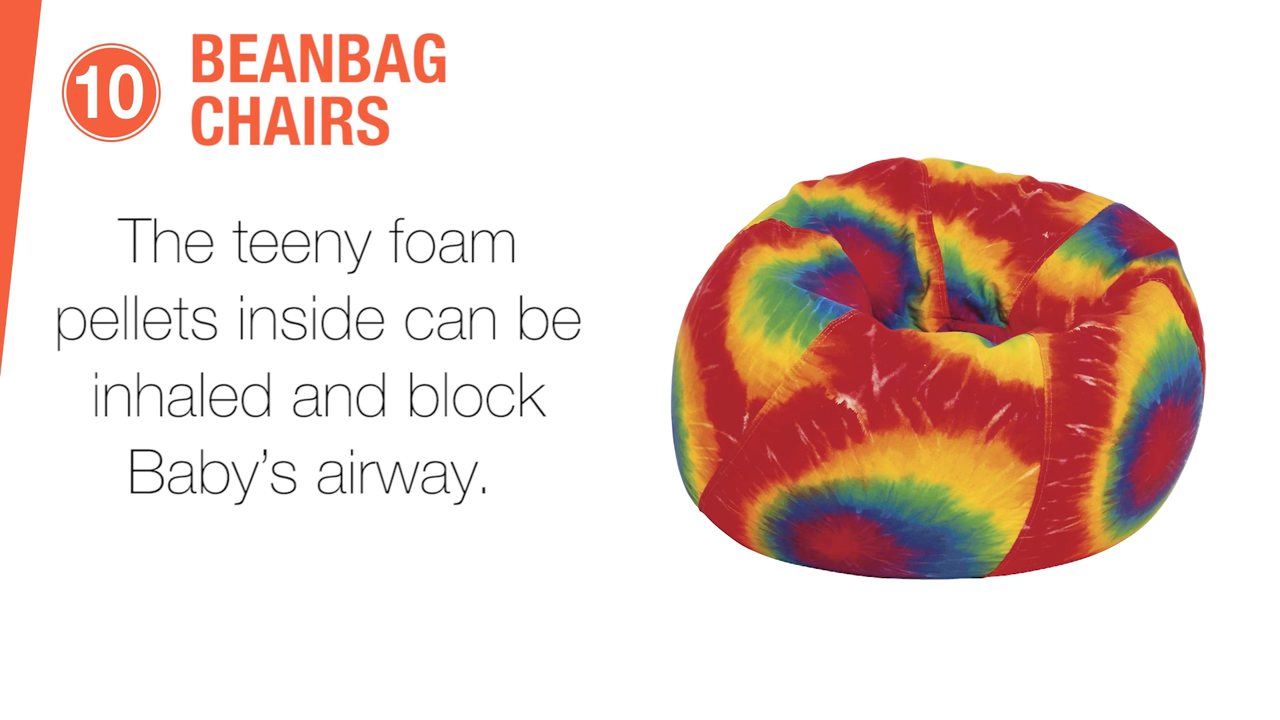 10
BEANBAG
CHAIRS
The teeny foam
pellets inside can be
inhaled and block
Baby’s airway.